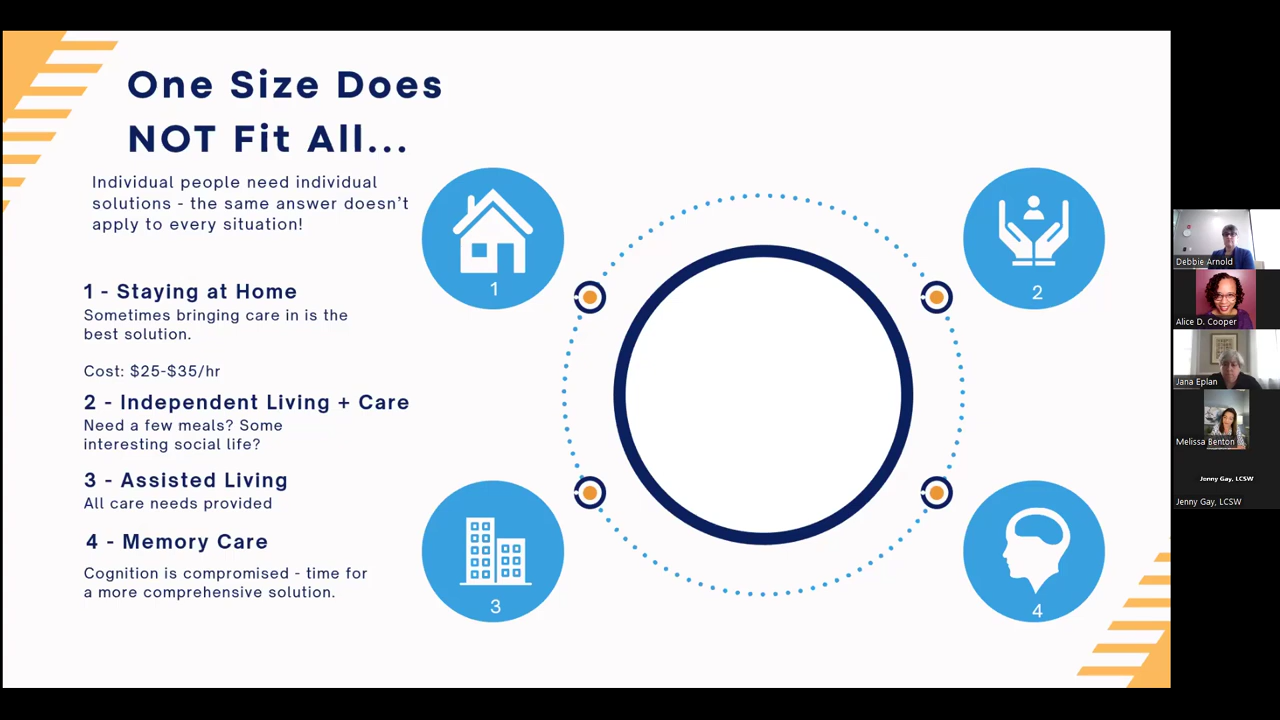 One Size Does
NOT Fit All...
Individual people need individual
solutions - the same answer doesn't
apply to every situation!
1 - Staying at Home
Sometimes bringing care in is the
best solution.
Cost: $25-$35/hr
2 - Independent Living + Care
Need a few meals? Some
interesting social life?
3 - Assisted Living
All care needs provided
4 - Memory Care
Cognition is compromised - time for
a more comprehensive solution.
1
2
3
4
Debbie Arnold
Alice D. Cooper
Jana Eplan
Melissa Benton
Jenny Gay, LCSW
Jenny Gay, LCSW